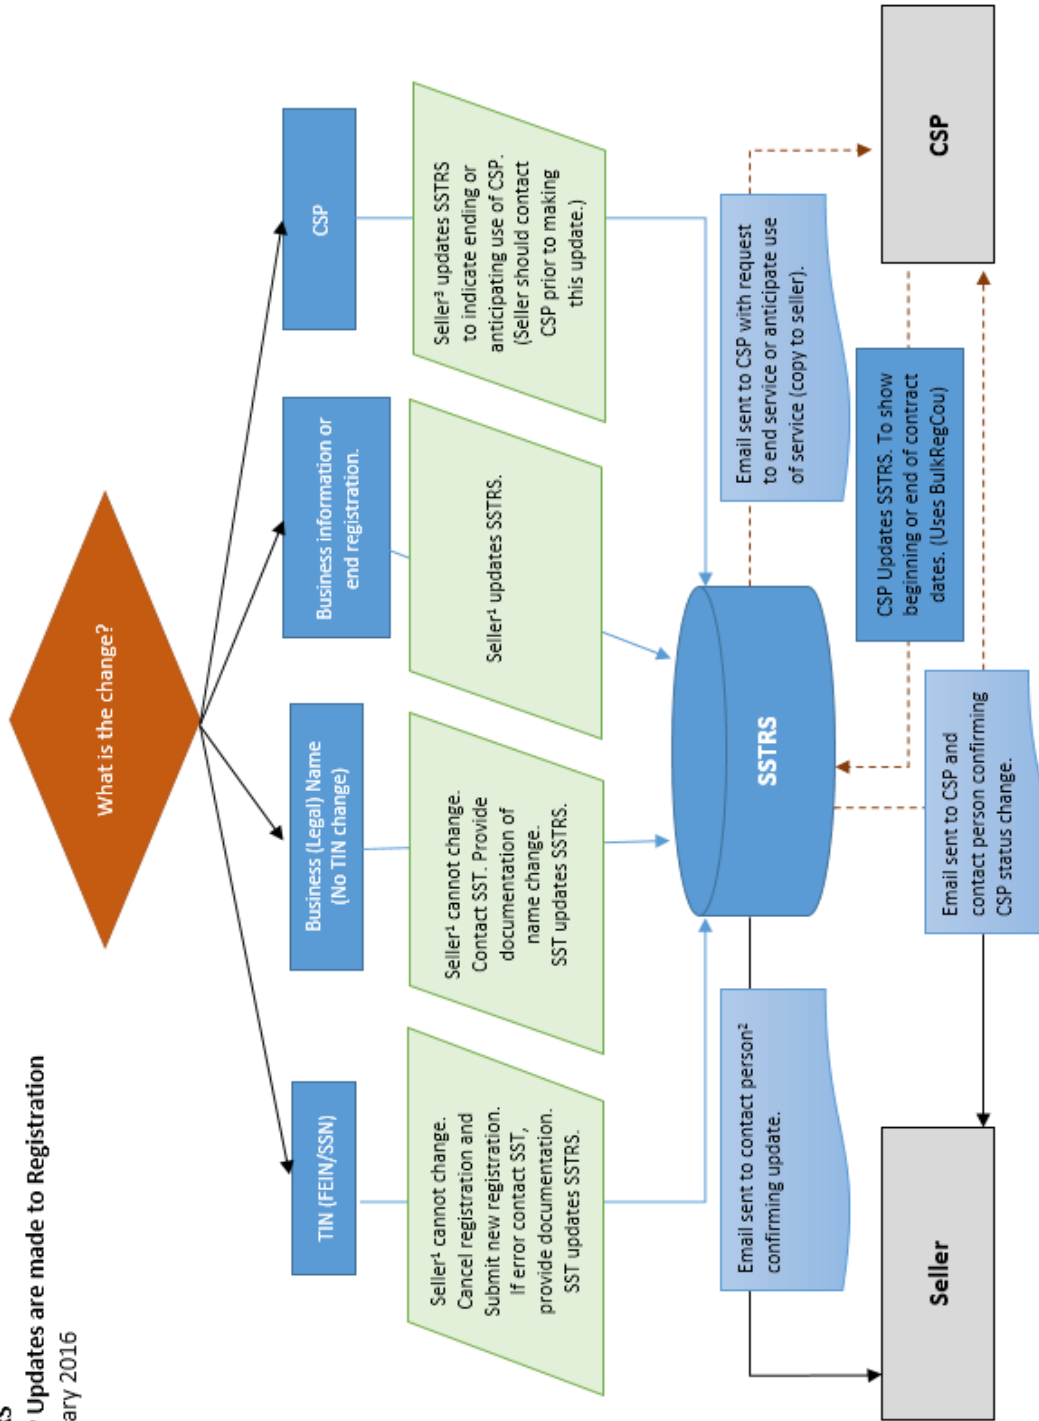 Updates are made to Registration
2016
What is the change?
TIN (FEIN/SSN)
Business (Legal) Name
(No TIN change)
Business information or
end registration.
CSP
Seller¹ cannot change.
Cancel registration and
Submit new registration.
If error contact SST,
provide documentation.
SST updates SSTRS.
Seller¹ cannot change.
Contact SST. Provide
documentation of
name change.
SST updates SSTRS.
Seller¹ updates SSTRS.
Seller³ updates SSTRS
to indicate ending or
anticipating use of CSP.
(Seller should contact
CSP prior to making
this update.)
SSTRS
Email sent to contact person²
confirming update.
Email sent to CSP with request
to end service or anticipate use
of service (copy to seller).
CSP Updates SSTRS. To show
beginning or end of contract
dates. (Uses BulkRegCou)
Email sent to CSP and
contact person confirming
CSP status change.
Seller
CSP